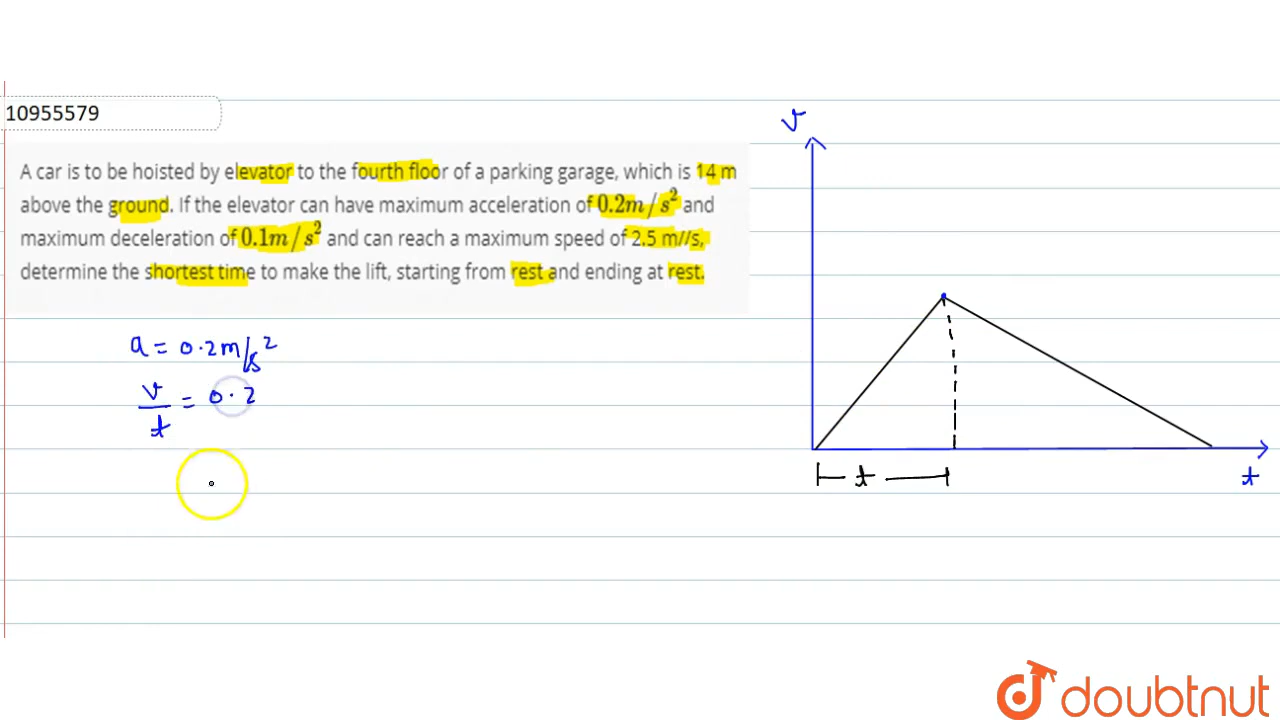 10955579
A car is to be hoisted by elevator to the fourth floor of a parking garage, which is 14 m
above the ground. If the elevator can have maximum acceleration of 0.2m/s² and
maximum deceleration of 0.1m/s² and can reach a maximum speed of 2.5 m//s,
determine the shortest time to make the lift, starting from rest and ending at rest.
a = 0.2 m/s²
v/t = 0.2
v
t
t
doubtnut